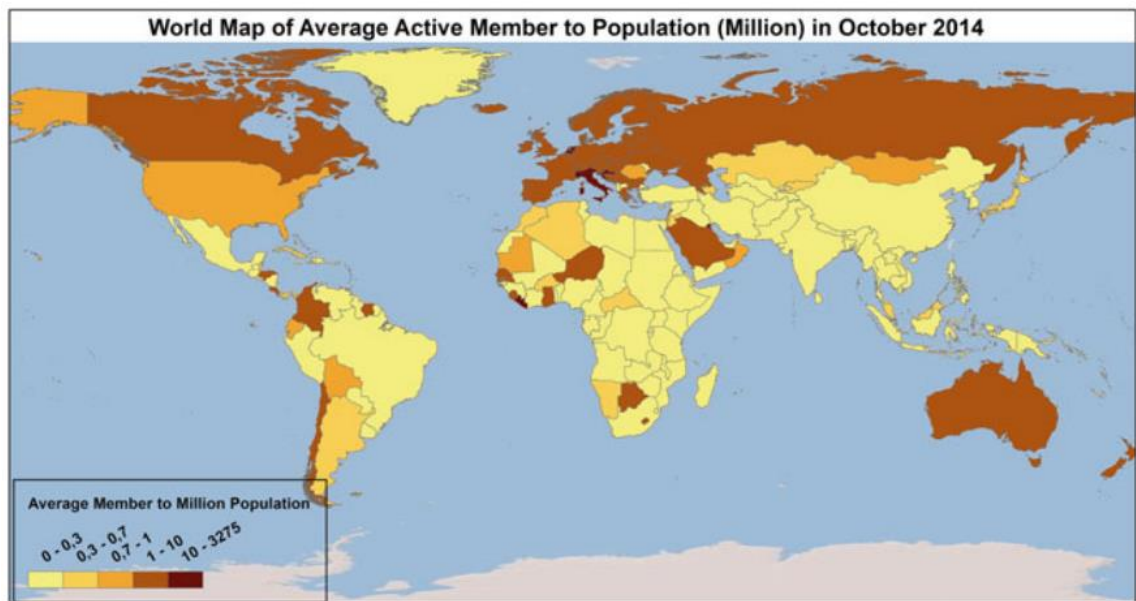 World Map of Average Active Member to Population (Million) in October 2014
Average Member to Million Population
0 - 0,3
0,3 - 0,7
0,7 - 1
1 - 10
10 - 3275